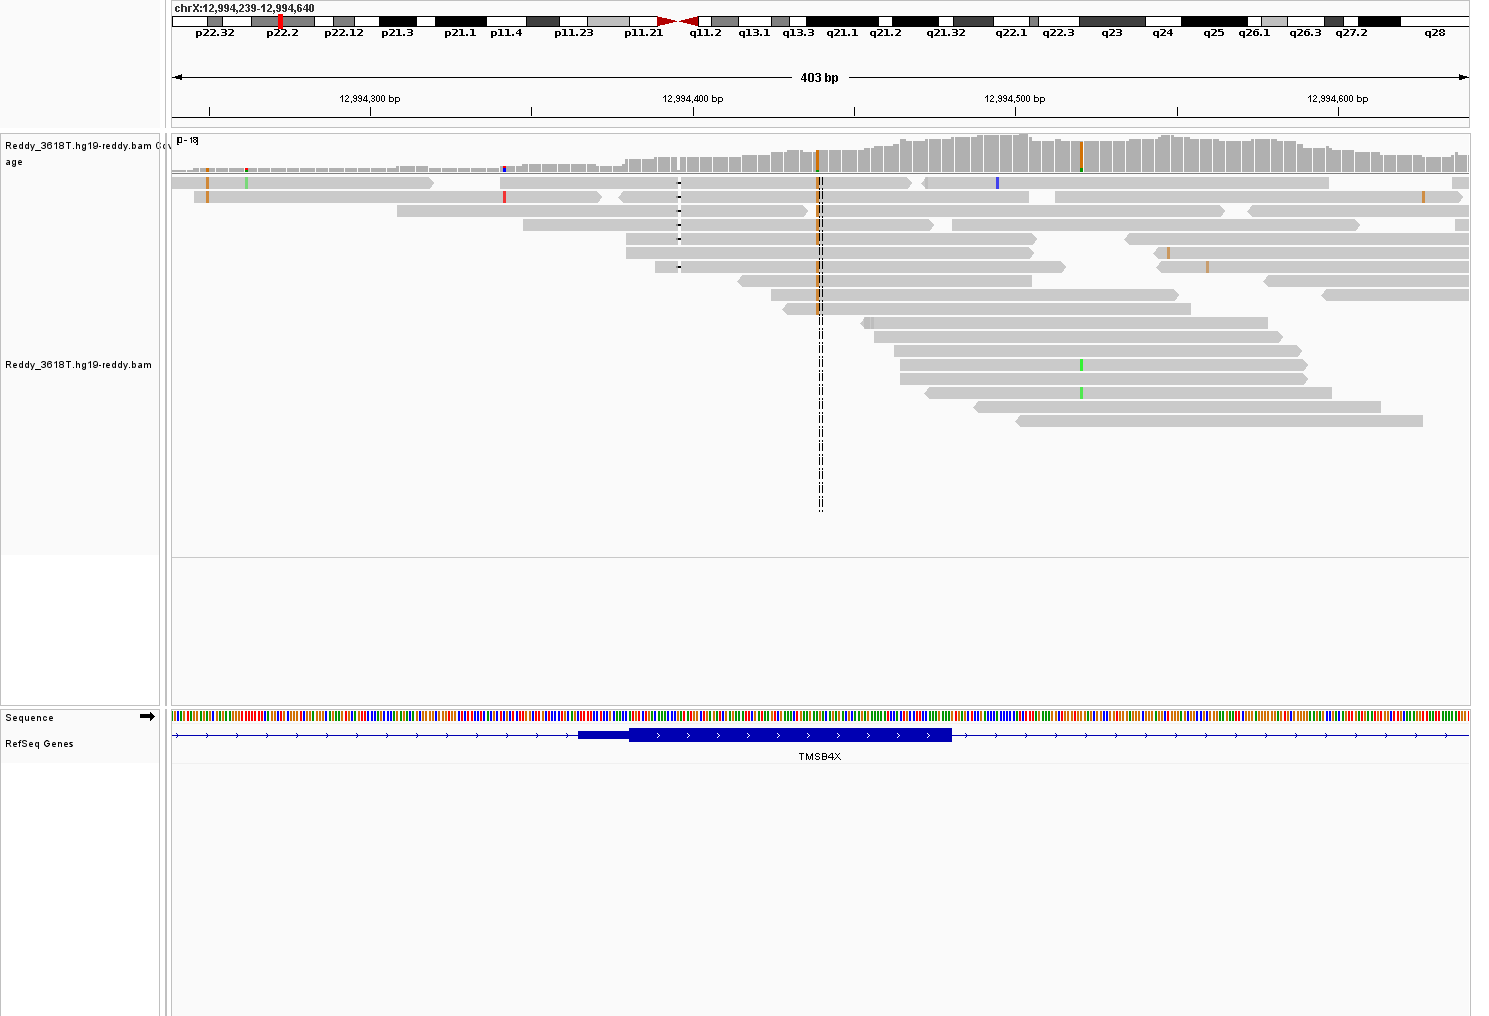 chrX:12,994,239-12,994,640
p22.32 p22.2 p22.12 p21.3 p21.1 p11.4 p11.23 p11.21 q11.2 q13.1 q13.3 q21.1 q21.2 q21.32 q22.1 q22.3 q23 q24 q25 q26.1 q26.3 q27.2 q28
403 bp
12,994,300 bp 12,994,400 bp 12,994,500 bp 12,994,600 bp
[0 - 18]
Reddy_3618T.hg19-reddy.bam Cov
age
Reddy_3618T.hg19-reddy.bam
Sequence
RefSeq Genes
TMSB4X